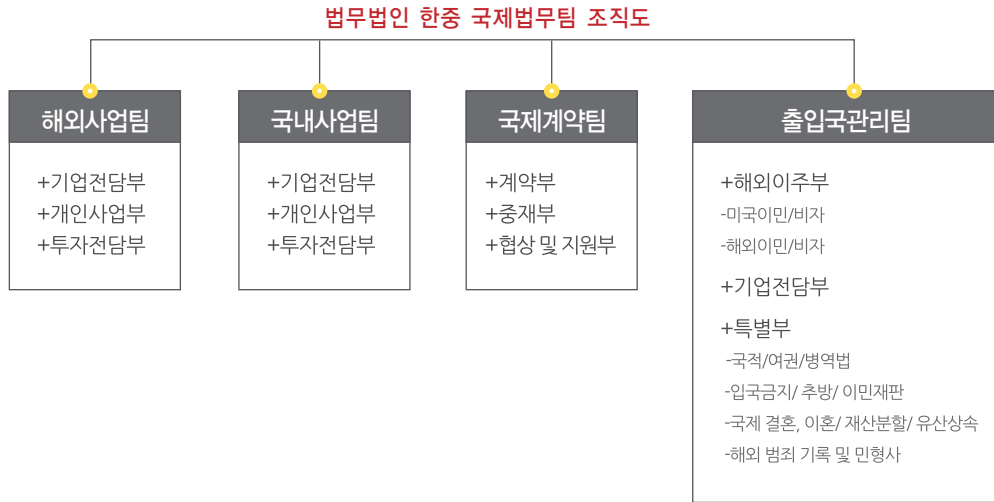 법무법인 한중 국제법무팀 조직도
해외사업팀
+기업전담부
+개인사업부
+투자전담부
국내사업팀
+기업전담부
+개인사업부
+투자전담부
국제계약팀
+계약부
+중재부
+협상 및 지원부
출입국관리팀
+해외이주부
-미국이민/비자
-해외이민/비자
+기업전담부
+특별부
-국적/여권/병역법
-입국금지/ 추방/ 이민재판
-국제 결혼, 이혼/ 재산분할/ 유산상속
-해외 범죄 기록 및 민형사